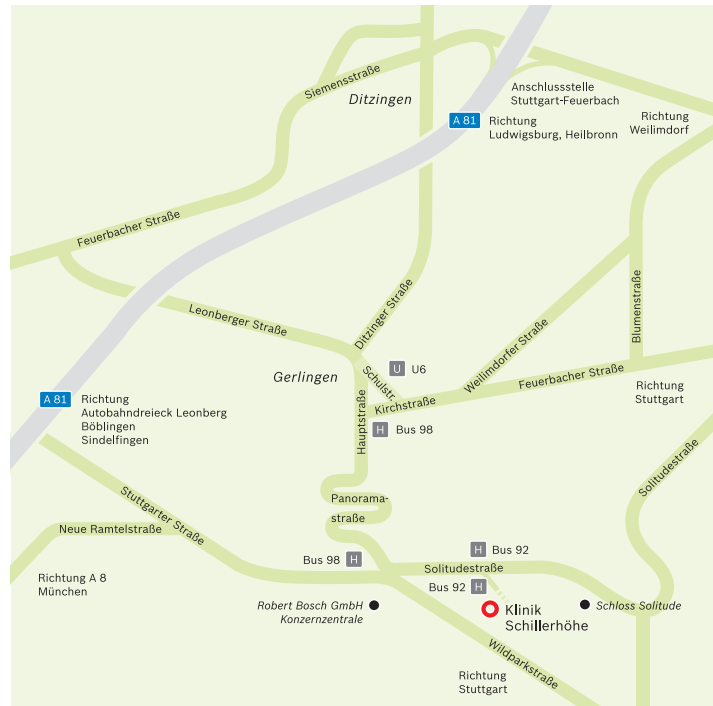 Siemensstraße
Ditzingen
Anschlussstelle
Stuttgart-Feuerbach
A 81
Richtung
Ludwigsburg, Heilbronn
Richtung
Weilimdorf
Feuerbacher Straße
Leonberger Straße
Ditzinger Straße
Blumenstraße
Weilimdorfer Straße
Gerlingen
U
U6
Schulstr.
Feuerbacher Straße
Richtung
Stuttgart
A 81
Richtung
Autobahndreieck Leonberg
Böblingen
Sindelfingen
Kirchstraße
Hauptstraße
H
Bus 98
Solitudestraße
Panorama-
straße
Stuttgarter Straße
Neue Ramtelstraße
Richtung A 8
München
Bus 98
H
H
Bus 92
Solitudestraße
Bus 92
H
Robert Bosch GmbH
Konzernzentrale
Klinik
Schillerhöhe
Schloss Solitude
Wildparkstraße
Richtung
Stuttgart